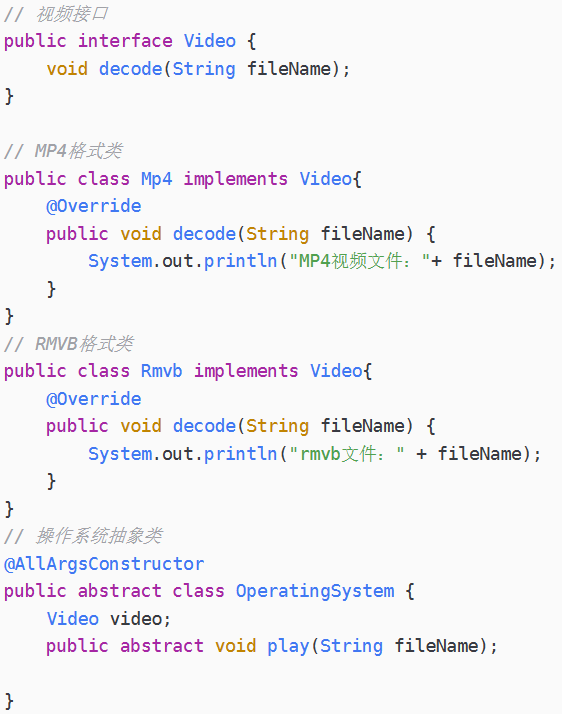 // 视频接口
public interface Video {
    void decode(String fileName);
}

// MP4格式类
public class Mp4 implements Video{
    @Override
    public void decode(String fileName) {
        System.out.println("MP4视频文件："+ fileName);
    }
}
// RMVB格式类
public class Rmvb implements Video{
    @Override
    public void decode(String fileName) {
        System.out.println("rmvb文件：" + fileName);
    }
}
// 操作系统抽象类
@AllArgsConstructor
public abstract class OperatingSystem {
    Video video;
    public abstract void play(String fileName);

}